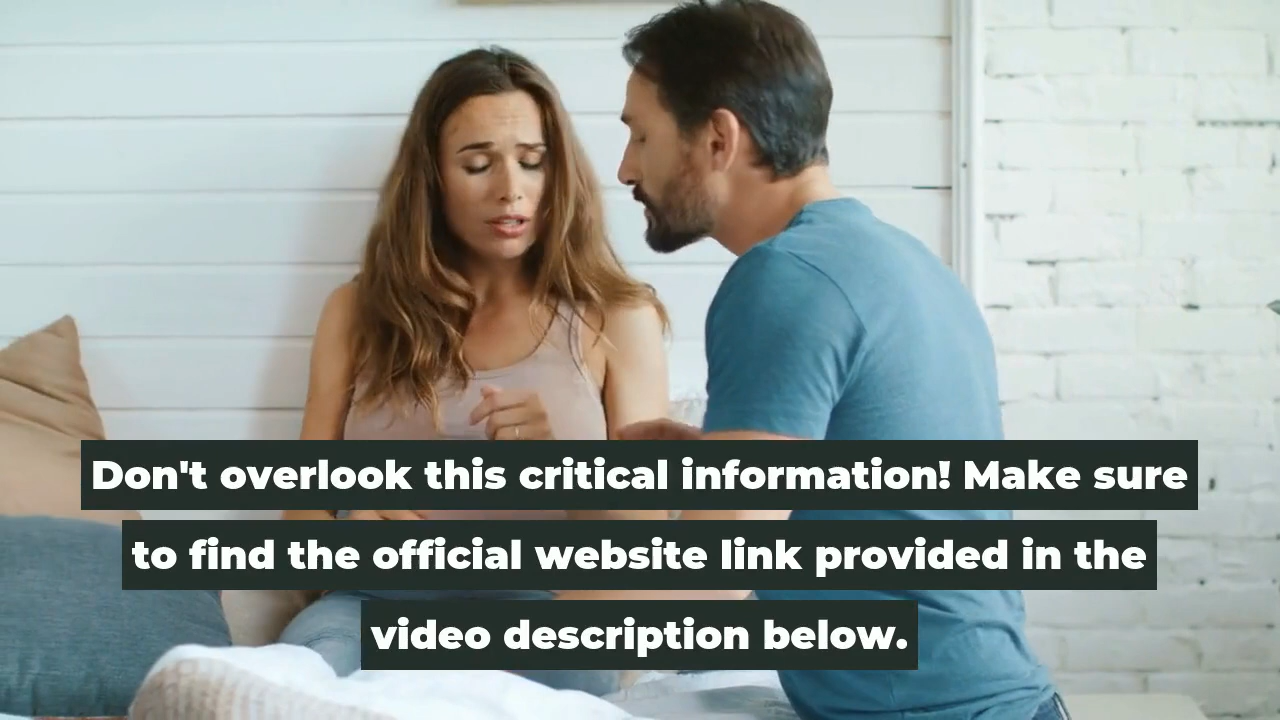 Don't overlook this critical information! Make sure
to find the official website link provided in the
video description below.